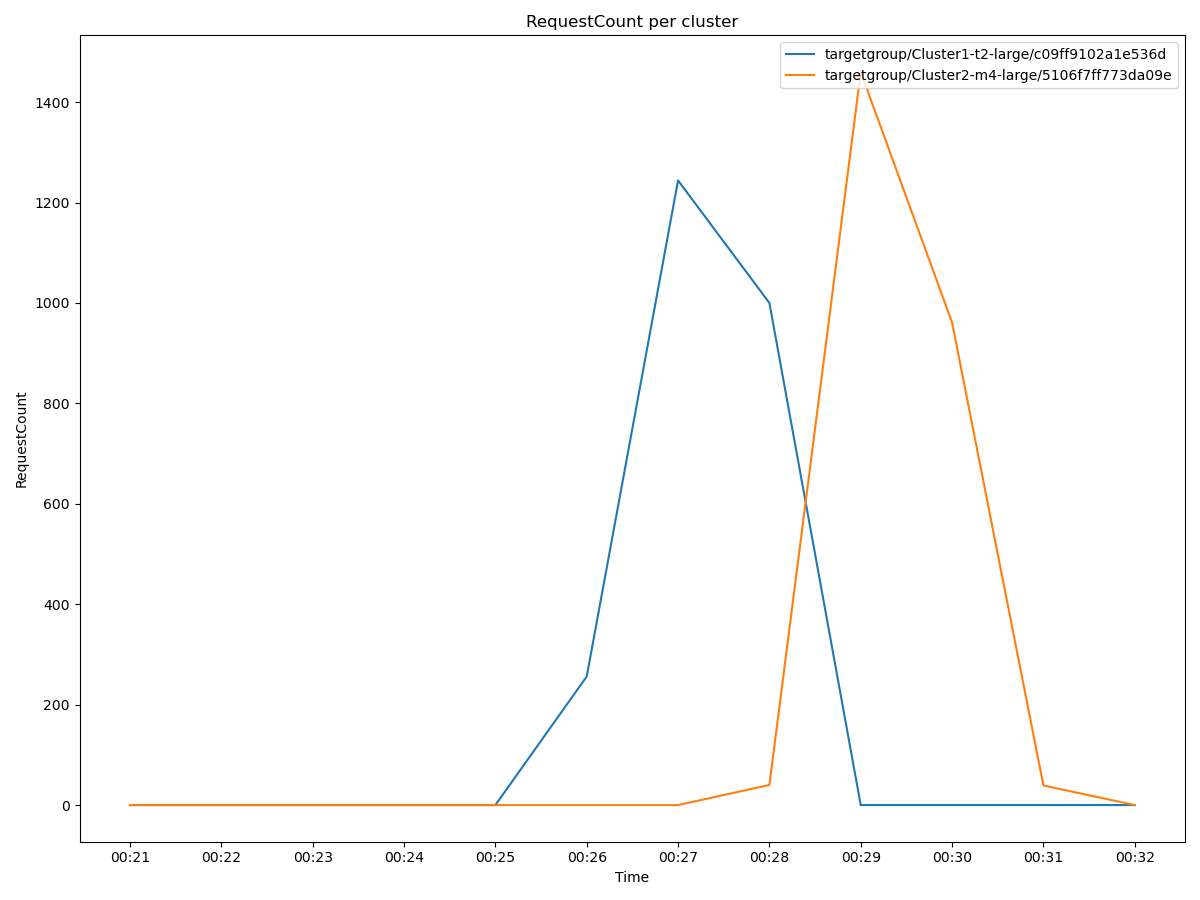 RequestCount per cluster
targetgroup/Cluster1-t2-large/c09ff9102a1e536d
targetgroup/Cluster2-m4-large/5106f7ff773da09e
1400
1200
1000
800
600
400
200
0
RequestCount
00:21 00:22 00:23 00:24 00:25 00:26 00:27 00:28 00:29 00:30 00:31 00:32
Time